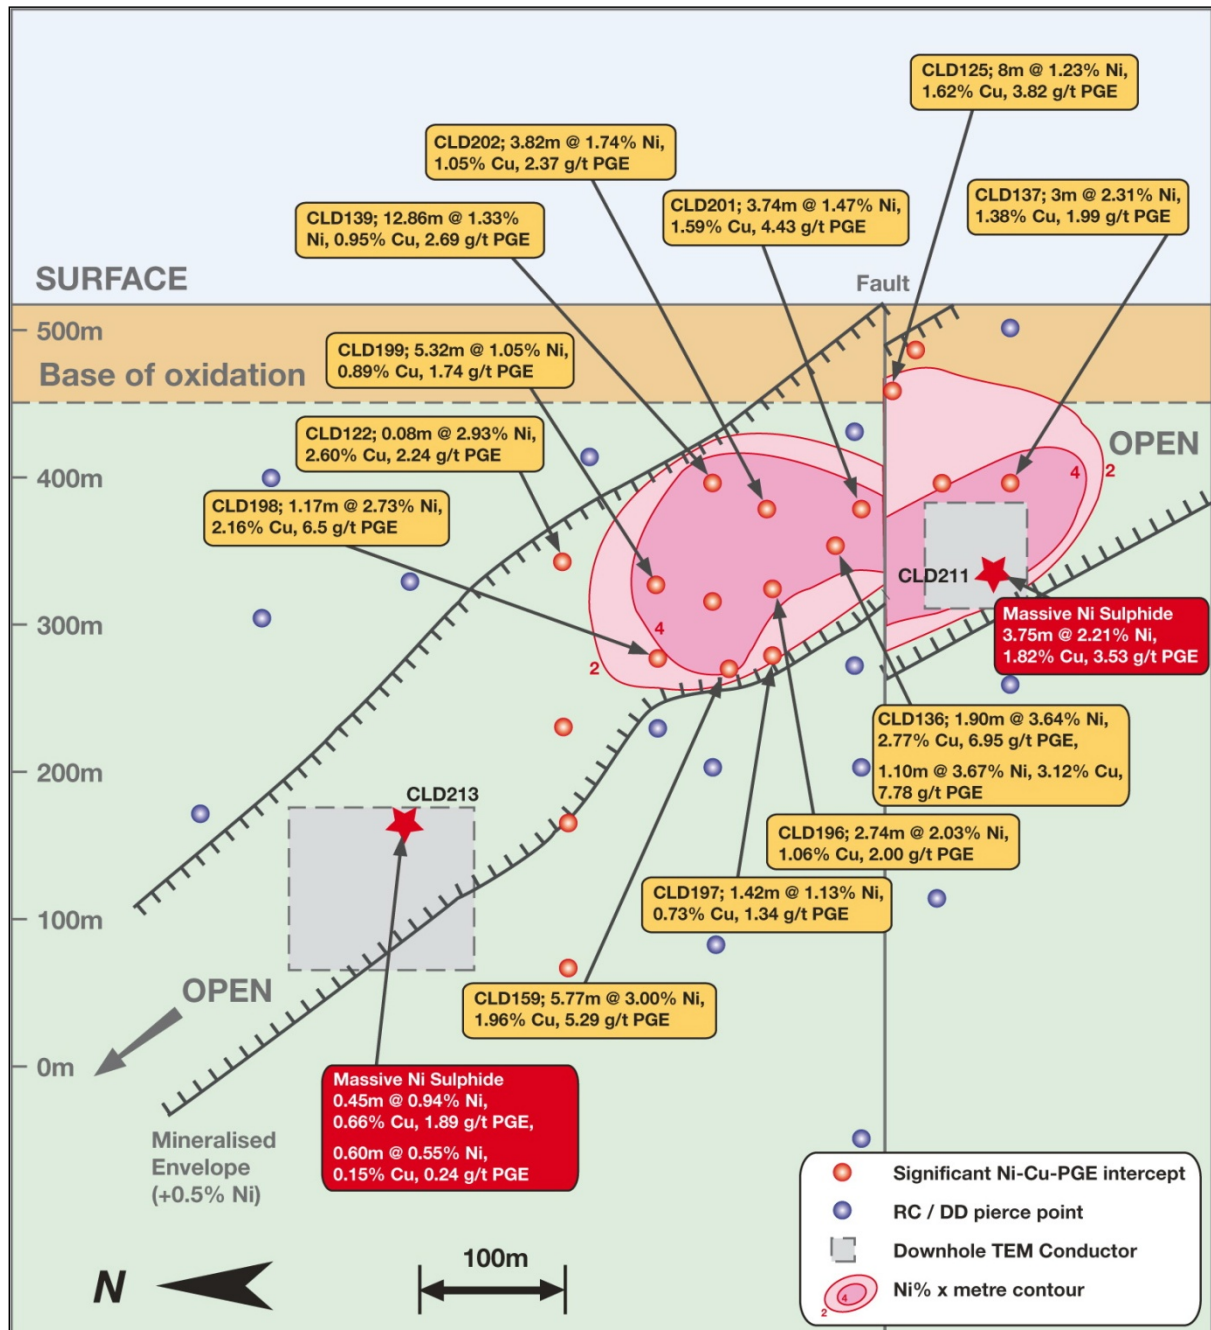 CLD125; 8m @ 1.23% Ni,
1.62% Cu, 3.82 g/t PGE
CLD202; 3.82m @ 1.74% Ni,
1.05% Cu, 2.37 g/t PGE
CLD137; 3m @ 2.31% Ni,
1.38% Cu, 1.99 g/t PGE
CLD201; 3.74m @ 1.47% Ni,
1.59% Cu, 4.43 g/t PGE
CLD139; 12.86m @ 1.33%
Ni, 0.95% Cu, 2.69 g/t PGE
SURFACE
Fault
500m
Base of oxidation
CLD199; 5.32m @ 1.05% Ni,
0.89% Cu, 1.74 g/t PGE
CLD122; 0.08m @ 2.93% Ni,
2.60% Cu, 2.24 g/t PGE
OPEN
400m
4
2
CLD198; 1.17m @ 2.73% Ni,
2.16% Cu, 6.5 g/t PGE
CLD211
300m
4
2
Massive Ni Sulphide
3.75m @ 2.21% Ni,
1.82% Cu, 3.53 g/t PGE
CLD136; 1.90m @ 3.64% Ni,
2.77% Cu, 6.95 g/t PGE,
1.10m @ 3.67% Ni, 3.12% Cu,
7.78 g/t PGE
200m
CLD213
CLD196; 2.74m @ 2.03% Ni,
1.06% Cu, 2.00 g/t PGE
CLD197; 1.42m @ 1.13% Ni,
0.73% Cu, 1.34 g/t PGE
100m
OPEN
CLD159; 5.77m @ 3.00% Ni,
1.96% Cu, 5.29 g/t PGE
0m
Massive Ni Sulphide
0.45m @ 0.94% Ni,
0.66% Cu, 1.89 g/t PGE,
0.60m @ 0.55% Ni,
0.15% Cu, 0.24 g/t PGE
Mineralised
Envelope
(+0.5% Ni)
N
100m
Significant Ni-Cu-PGE intercept
RC / DD pierce point
Downhole TEM Conductor
4
2
Ni% x metre contour